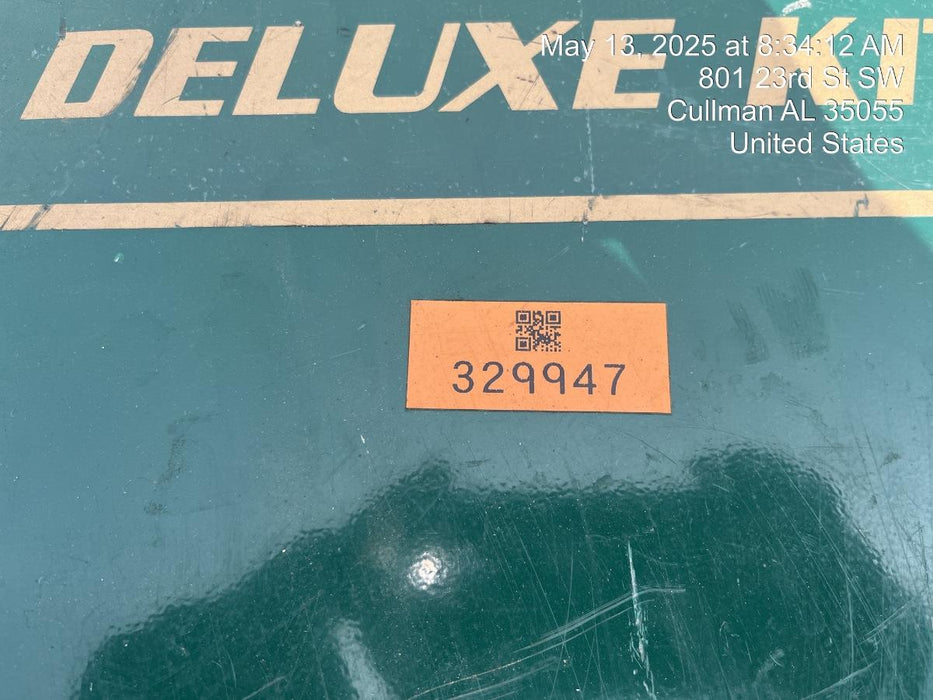 DELUXE KIT
May 13, 2025 at 8:34:12 AM
801 23rd St SW
Cullman AL 35055
United States
329947